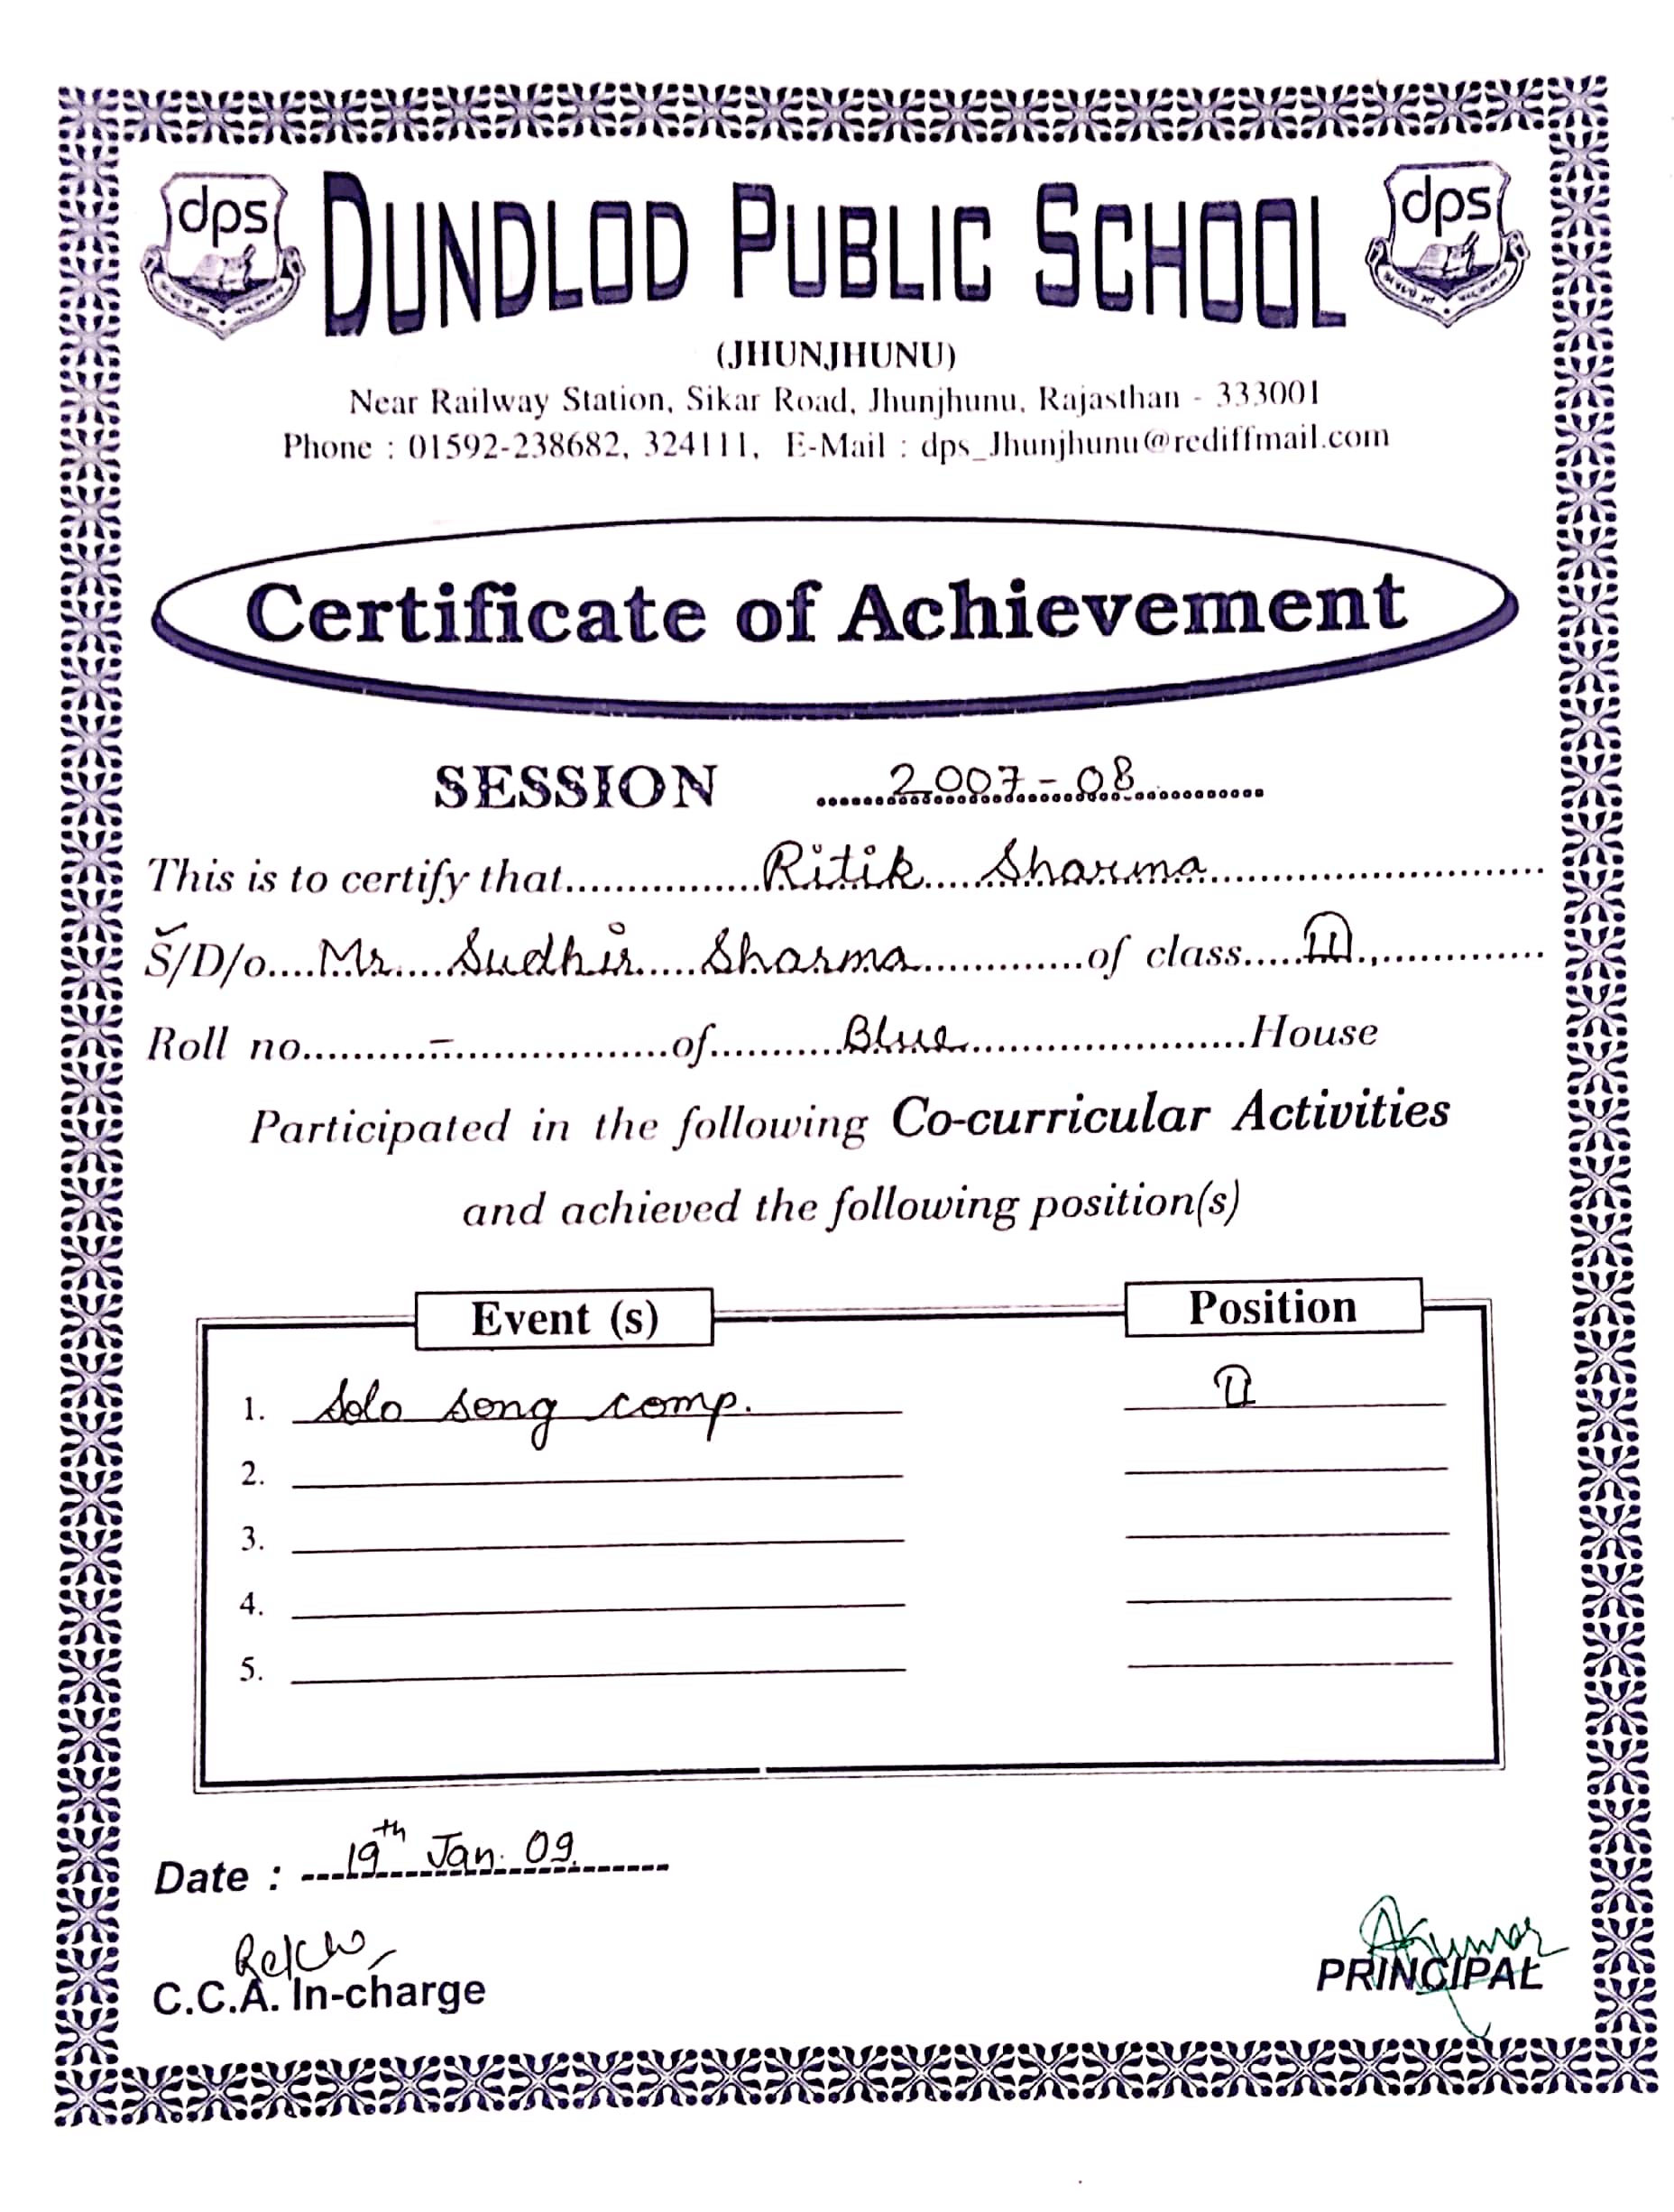 dps DUNDLOD PUBLIC SCHOOL dps
(JHUNJHUNU)
Near Railway Station, Sikar Road, Jhunjhunu, Rajasthan - 333001
Phone : 01592-238682, 324111, E-Mail : dps_Jhunjhunu@rediffmail.com
Certificate of Achievement
SESSION 2007-08
This is to certify that Ritik Sharma
S/D/o Mr. Sudhir Sharma of class III
Roll no. - of Blue House
Participated in the following Co-curricular Activities
and achieved the following position(s)
Event (s) Position
1. Solo song comp. II
2.
3.
4.
5.
Date : 19th Jan. 09
C.C.A. In-charge PRINCIPAL